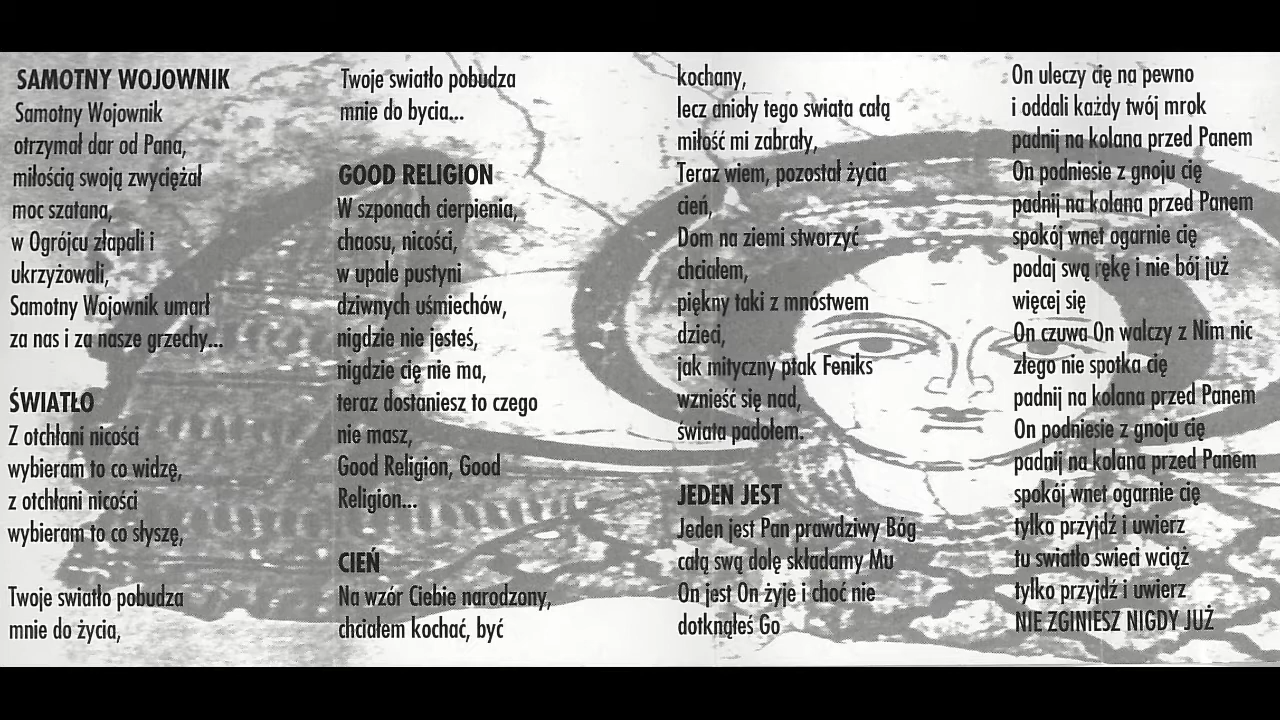 SAMOTNY WOJOWNIK
Samotny Wojownik
otrzymał dar od Pana,
miłością swoją zwyciężał
moc szatana,
w Ogrójcu złapali i
ukrzyżowali,
Samotny Wojownik umarł
za nas i za nasze grzechy...
ŚWIATŁO
Z otchłani nicości
wybieram to co widzę,
z otchłani nicości
wybieram to co słyszę,
Twoje swiatło pobudza
mnie do życia,
Twoje swiatło pobudza
mnie do bycia...
GOOD RELIGION
W szponach cierpienia,
chaosu, nicości,
w upale pustyni
dziwnych uśmiechów,
nigdzie nie jesteś,
nigdzie cię nie ma,
teraz dostaniesz to czego
nie masz,
Good Religion, Good
Religion...
CIEŃ
Na wzór Ciebie narodzony,
chciałem kochać, być
kochany,
lecz anioły tego swiata całą
miłość mi zabrały,
Teraz wiem, pozostał życia
cień,
Dom na ziemi stworzyć
chciałem,
piękny taki z mnóstwem
dzieci,
jak mityczny ptak Feniks
wznieść się nad,
świata padołem.
JEDEN JEST
Jeden jest Pan prawdziwy Bóg
całą swą dolę składamy Mu
On jest On żyje i choć nie
dotknąłeś Go
On uleczy cię na pewno
i oddali każdy twój mrok
padnij na kolana przed Panem
On podniesie z gnoju cię
padnij na kolana przed Panem
spokój wnet ogarnie cię
podaj swą rękę i nie bój już
więcej się
On czuwa On walczy z Nim nic
złego nie spotka cię
padnij na kolana przed Panem
On podniesie z gnoju cię
padnij na kolana przed Panem
spokój wnet ogarnie cię
tylko przyjdź i uwierz
tu swiatło swieci wciąż
tylko przyjdź i uwierz
NIE ZGINIESZ NIGDY JUŻ